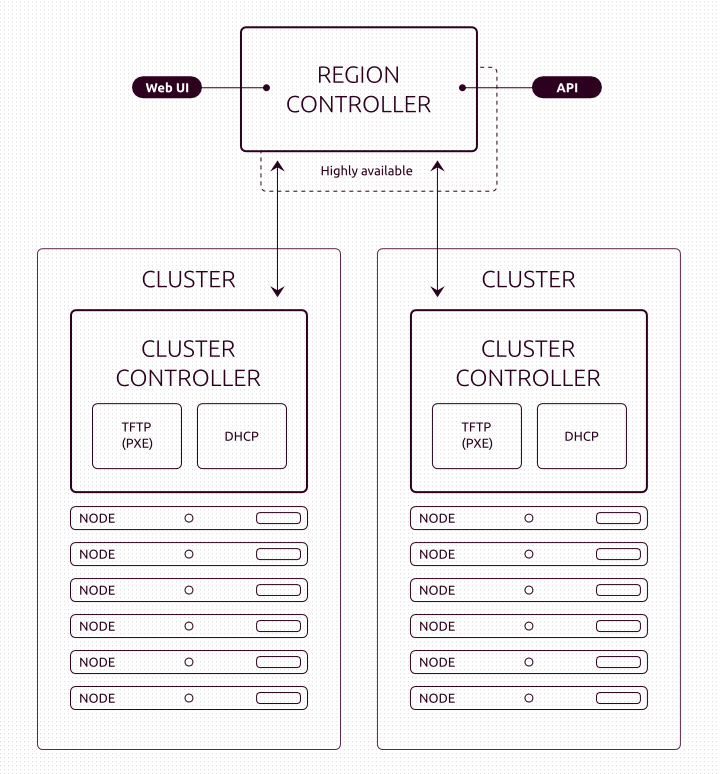 REGION
CONTROLLER
Web UI
API
Highly available
CLUSTER
CLUSTER
CONTROLLER
TFTP
(PXE)
DHCP
NODE
NODE
NODE
NODE
NODE
NODE
CLUSTER
CLUSTER
CONTROLLER
TFTP
(PXE)
DHCP
NODE
NODE
NODE
NODE
NODE
NODE